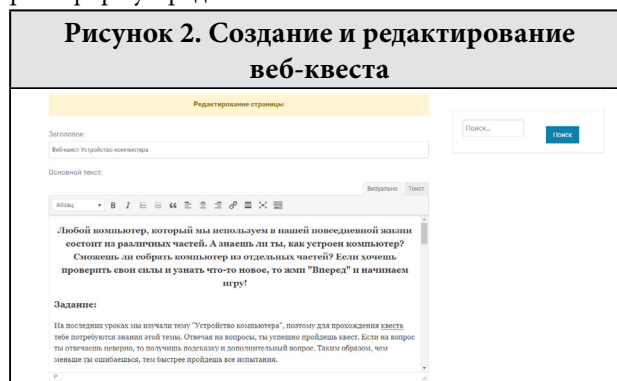 Рисунок 2. Создание и редактирование
веб-квеста
Редактирование страницы
Заголовок:
Веб-квест Устройство компьютера
Основной текст:
Визуально Текст
Абзац
Любой компьютер, который мы используем в нашей повседневной жизни
состоит из различных частей. А знаешь ли ты, как устроен компьютер?
Сможешь ли собрать компьютер из отдельных частей? Если хочешь
проверить свои силы и узнать что-то новое, то жми "Вперед" и начинаем
игру!
Задание:
На последних уроках мы изучали тему "Устройство компьютера", поэтому для прохождения квеста
тебе потребуются знания этой темы. Отвечая на вопросы, ты успешно пройдешь квест. Если на вопрос
ты отвечаешь неверно, то получишь подсказку и дополнительный вопрос. Таким образом, чем
меньше ты ошибаешься, тем быстрее пройдешь все испытания.
P
Поиск...
Поиск